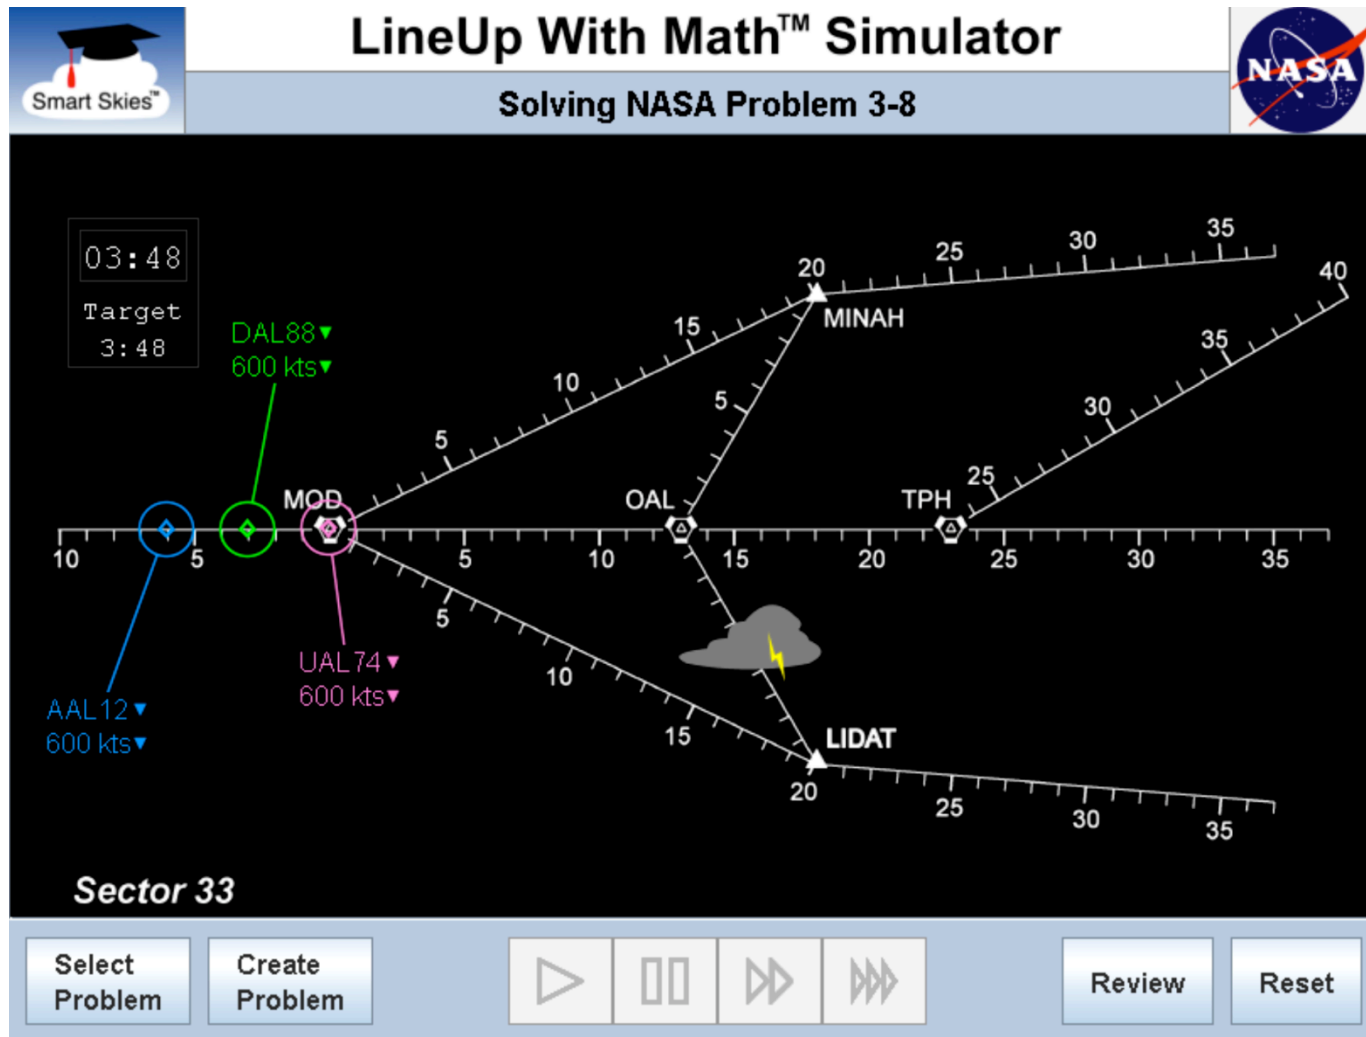 LineUp With Math™ Simulator
Smart Skies™
NASA
Solving NASA Problem 3-8
03:48
Target
3:48
DAL88▼
600 kts▼
35
30
25
20
40
MINAH
15
35
10
5
30
5
25
MOD
OAL
TPH
10 5 5 10 15 20 25 30 35
5
UAL74▼
600 kts▼
10
AAL12▼
600 kts▼
15
LIDAT
20
25
30
35
Sector 33
Select
Problem
Create
Problem
Review
Reset